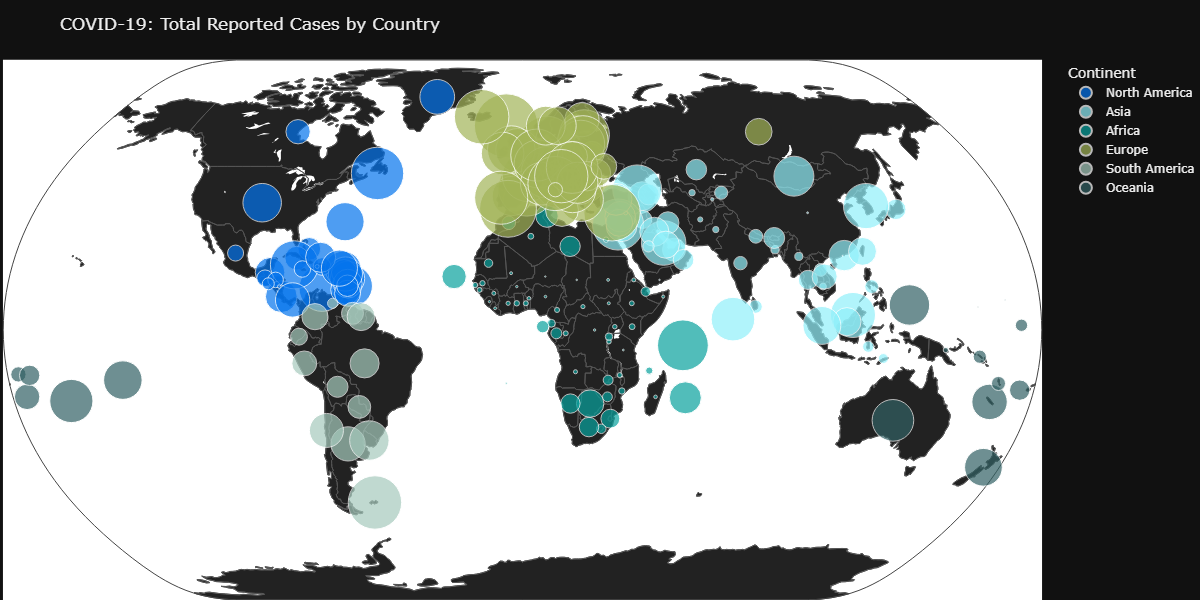 COVID-19: Total Reported Cases by Country
Continent
North America
Asia
Africa
Europe
South America
Oceania